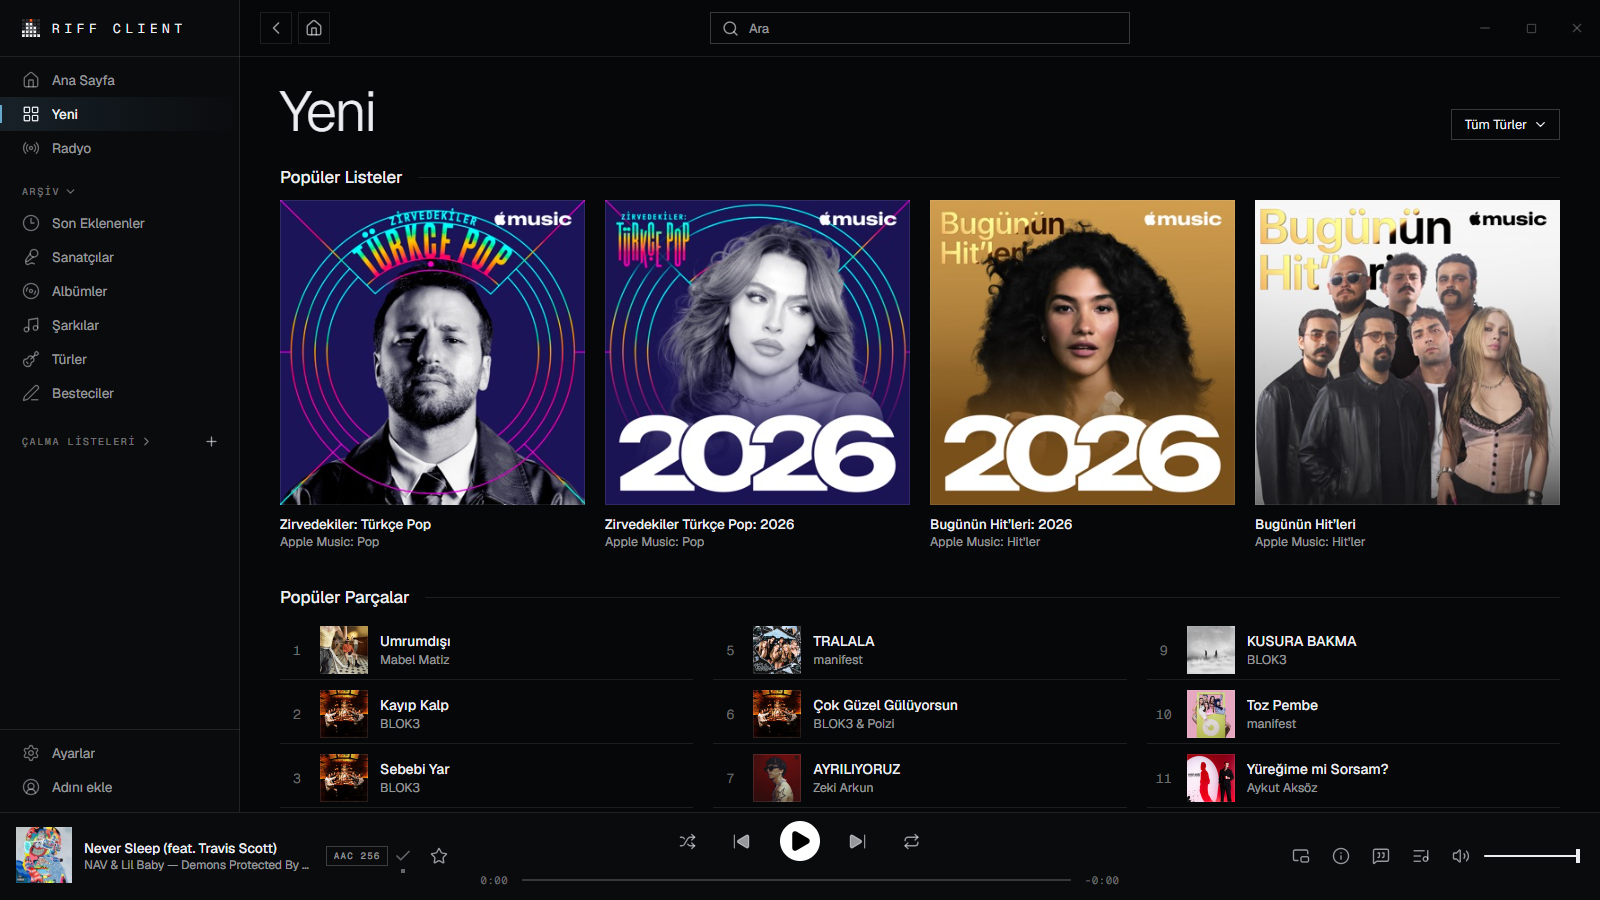 RIFF CLIENT
Ara
Ana Sayfa
Yeni
Radyo
ARŞİV
Son Eklenenler
Sanatçılar
Albümler
Şarkılar
Türler
Besteciler
ÇALMA LİSTELERİ
Ayarlar
Adını ekle
Yeni
Tüm Türler
Popüler Listeler
ZİRVEDEKİLER
TÜRKÇE POP
music
ZİRVEDEKİLER:
TÜRKÇE POP
music
2026
Bugünün
Hit'leri
music
2026
Bugünün
Hit'leri
music
Zirvedekiler: Türkçe Pop
Apple Music: Pop
Zirvedekiler Türkçe Pop: 2026
Apple Music: Pop
Bugünün Hit'leri: 2026
Apple Music: Hit'ler
Bugünün Hit'leri
Apple Music: Hit'ler
Popüler Parçalar
1
Umrumdışı
Mabel Matiz
2
Kayıp Kalp
BLOK3
3
Sebebi Yar
BLOK3
5
TRALALA
manifest
6
Çok Güzel Gülüyorsun
BLOK3 & Poizi
7
AYRILIYORUZ
Zeki Arkun
9
KUSURA BAKMA
BLOK3
10
Toz Pembe
manifest
11
Yüreğime mi Sorsam?
Aykut Aksöz
Never Sleep (feat. Travis Scott)
NAV & Lil Baby — Demons Protected By ...
AAC 256
0:00
-0:00